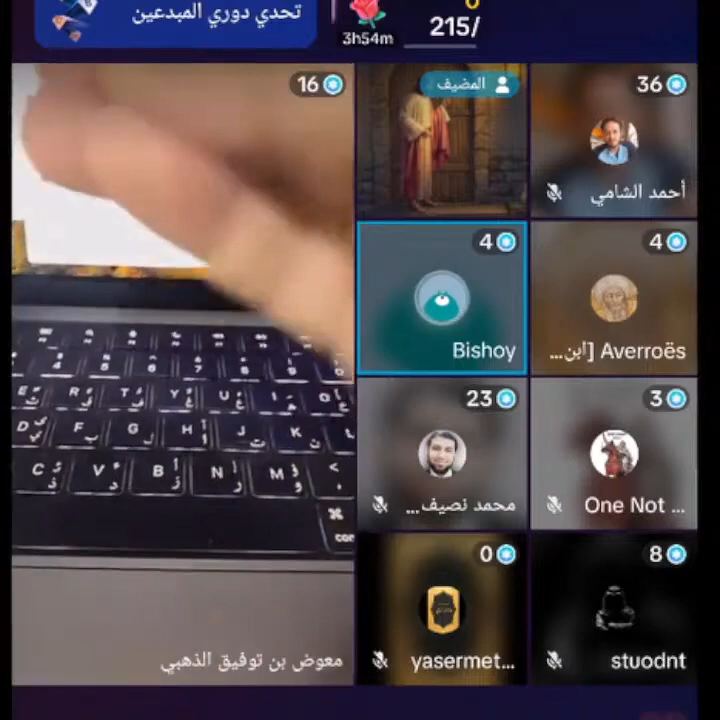 تحدي دوري المبدعين
3h54m
215/
16
المضيف
36
أحمد الشامي
4
Bishoy
4
Averroës [ابن...
23
محمد نصيف...
3
One Not ...
0
yasermet...
8
stuodnt
معوض بن توفيق الذهبي
E R T Y U I
D F G H J K
C V B N M
⌘